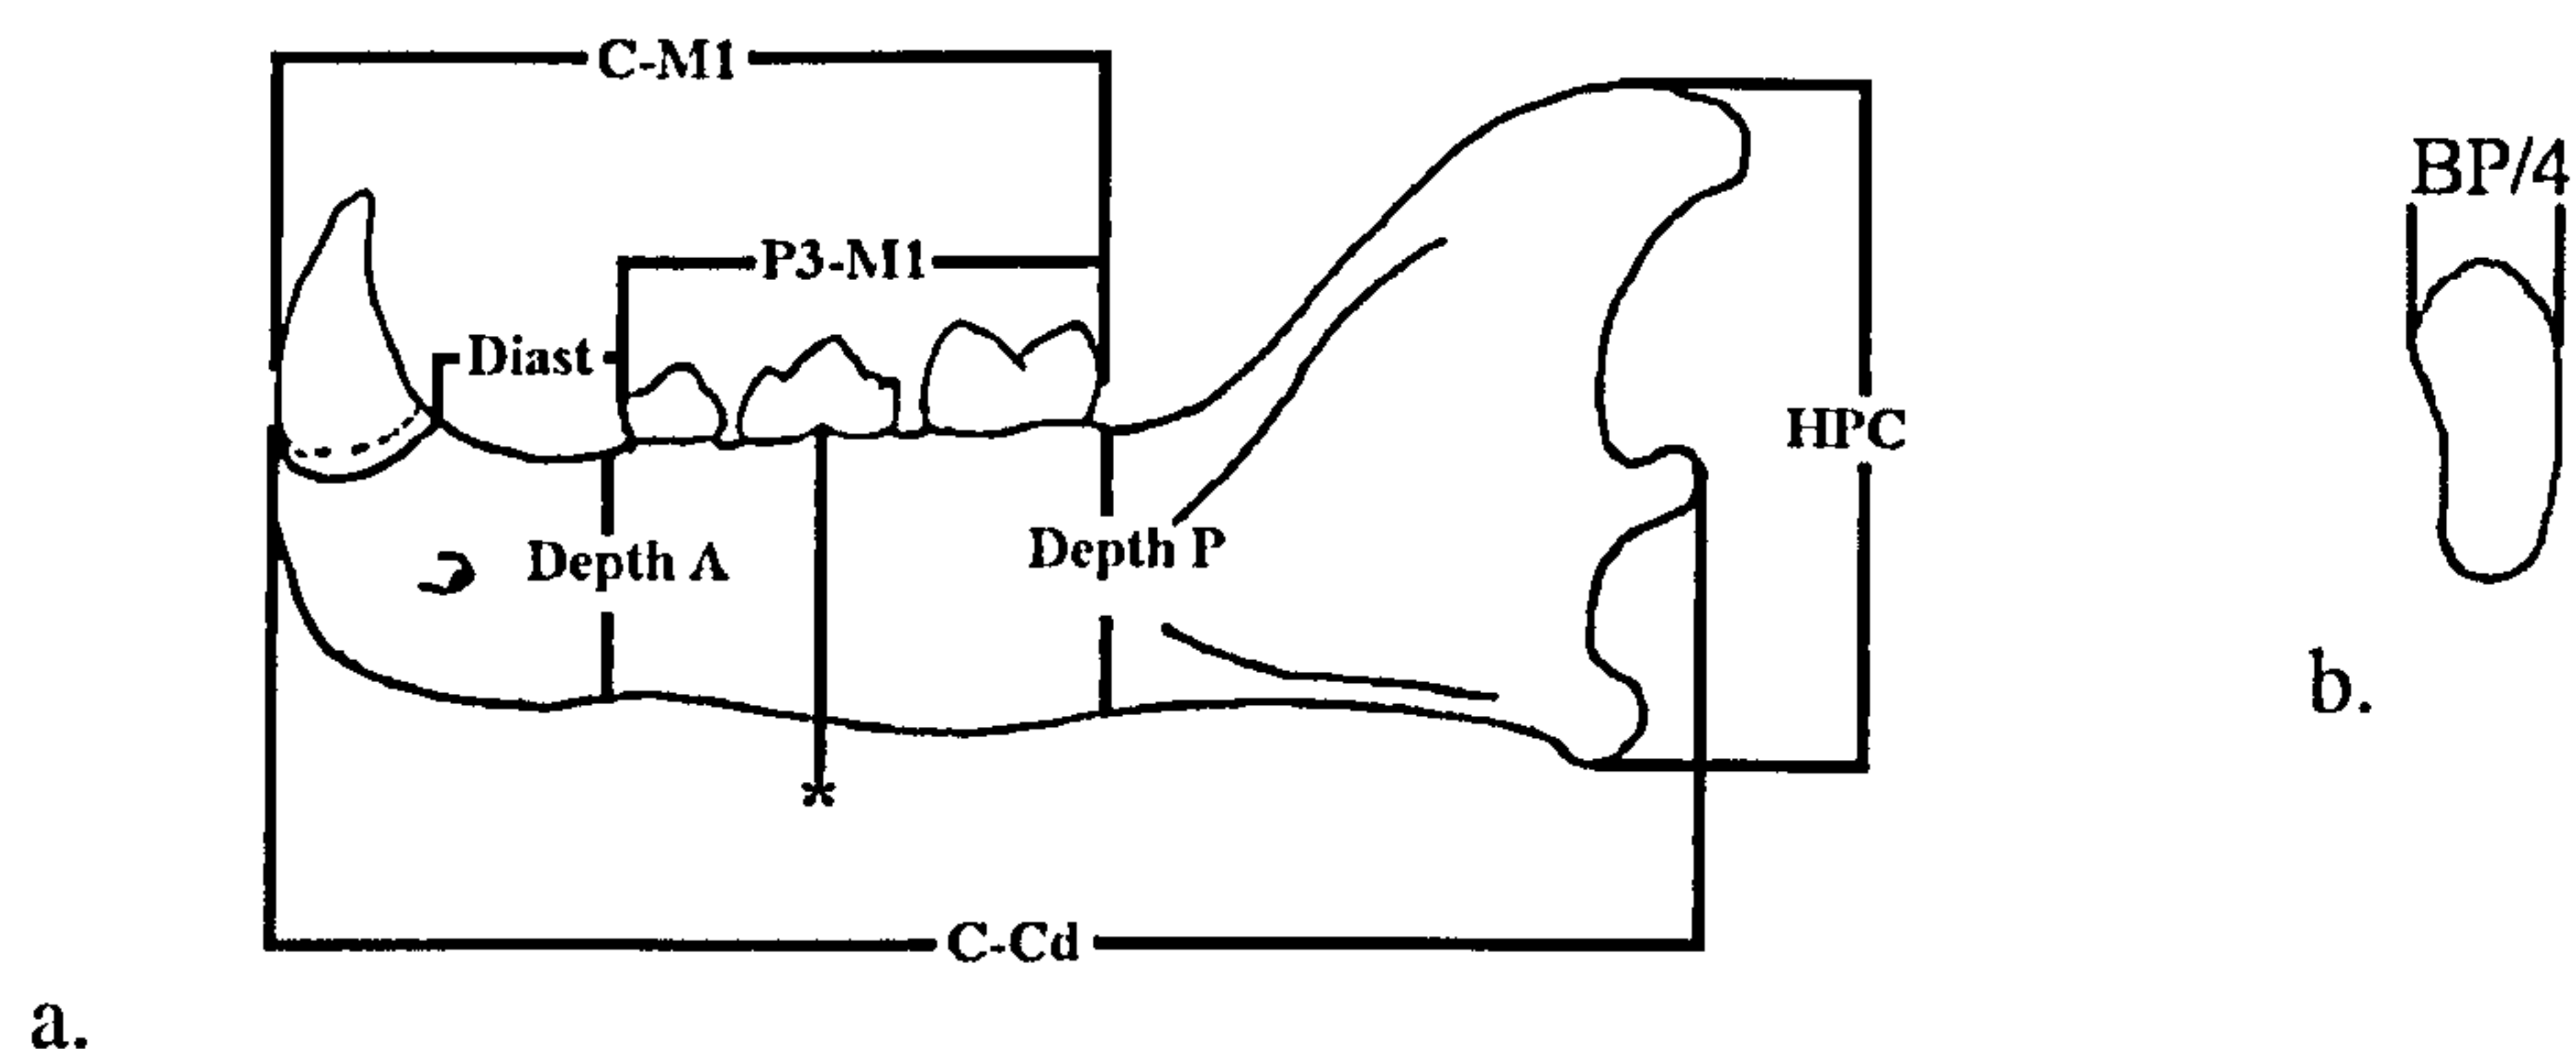 C-M1
P3-M1
BP/4
Diast
HPC
Depth A
Depth P
*
C-Cd
a.
b.